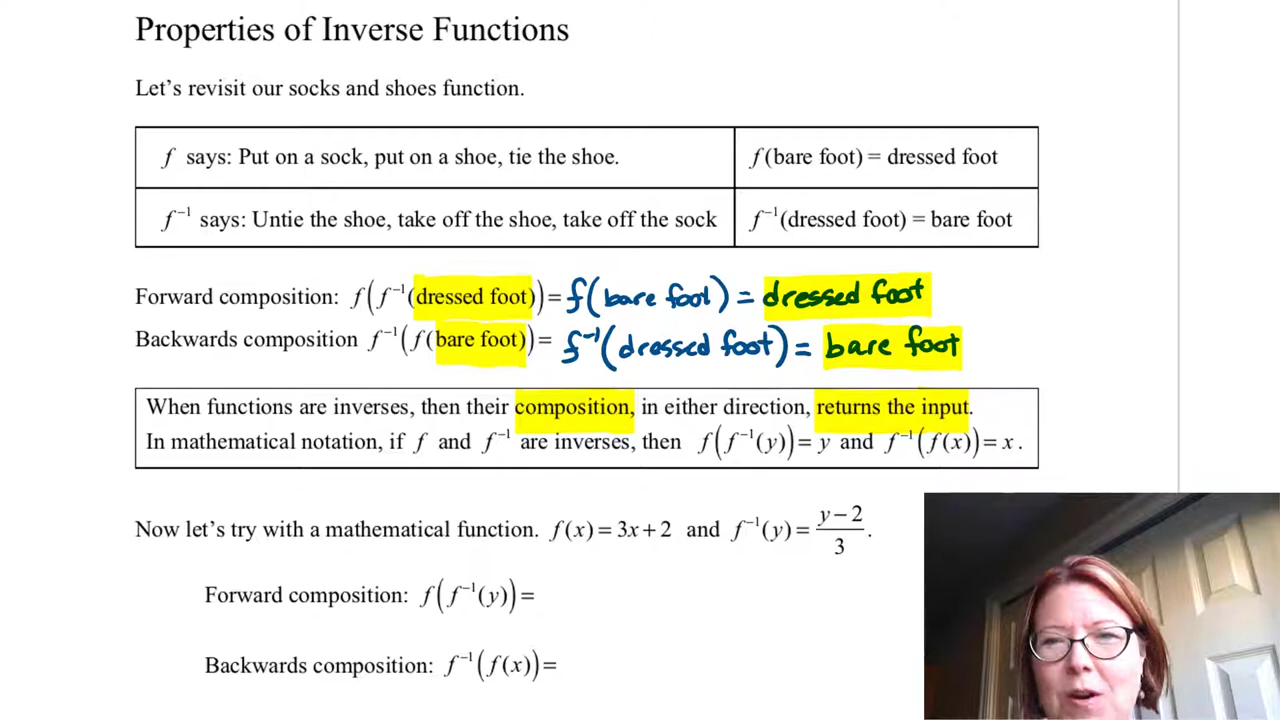 Properties of Inverse Functions
Let's revisit our socks and shoes function.
f says: Put on a sock, put on a shoe, tie the shoe.
f(bare foot) = dressed foot
f⁻¹ says: Untie the shoe, take off the shoe, take off the sock
f⁻¹(dressed foot) = bare foot
Forward composition: f(f⁻¹(dressed foot)) = f(bare foot) = dressed foot
Backwards composition f⁻¹(f(bare foot)) = f⁻¹(dressed foot) = bare foot
When functions are inverses, then their composition, in either direction, returns the input.
In mathematical notation, if f and f⁻¹ are inverses, then f(f⁻¹(y)) = y and f⁻¹(f(x)) = x.
Now let's try with a mathematical function. f(x) = 3x + 2 and f⁻¹(y) = (y − 2)/3.
Forward composition: f(f⁻¹(y)) =
Backwards composition: f⁻¹(f(x)) =